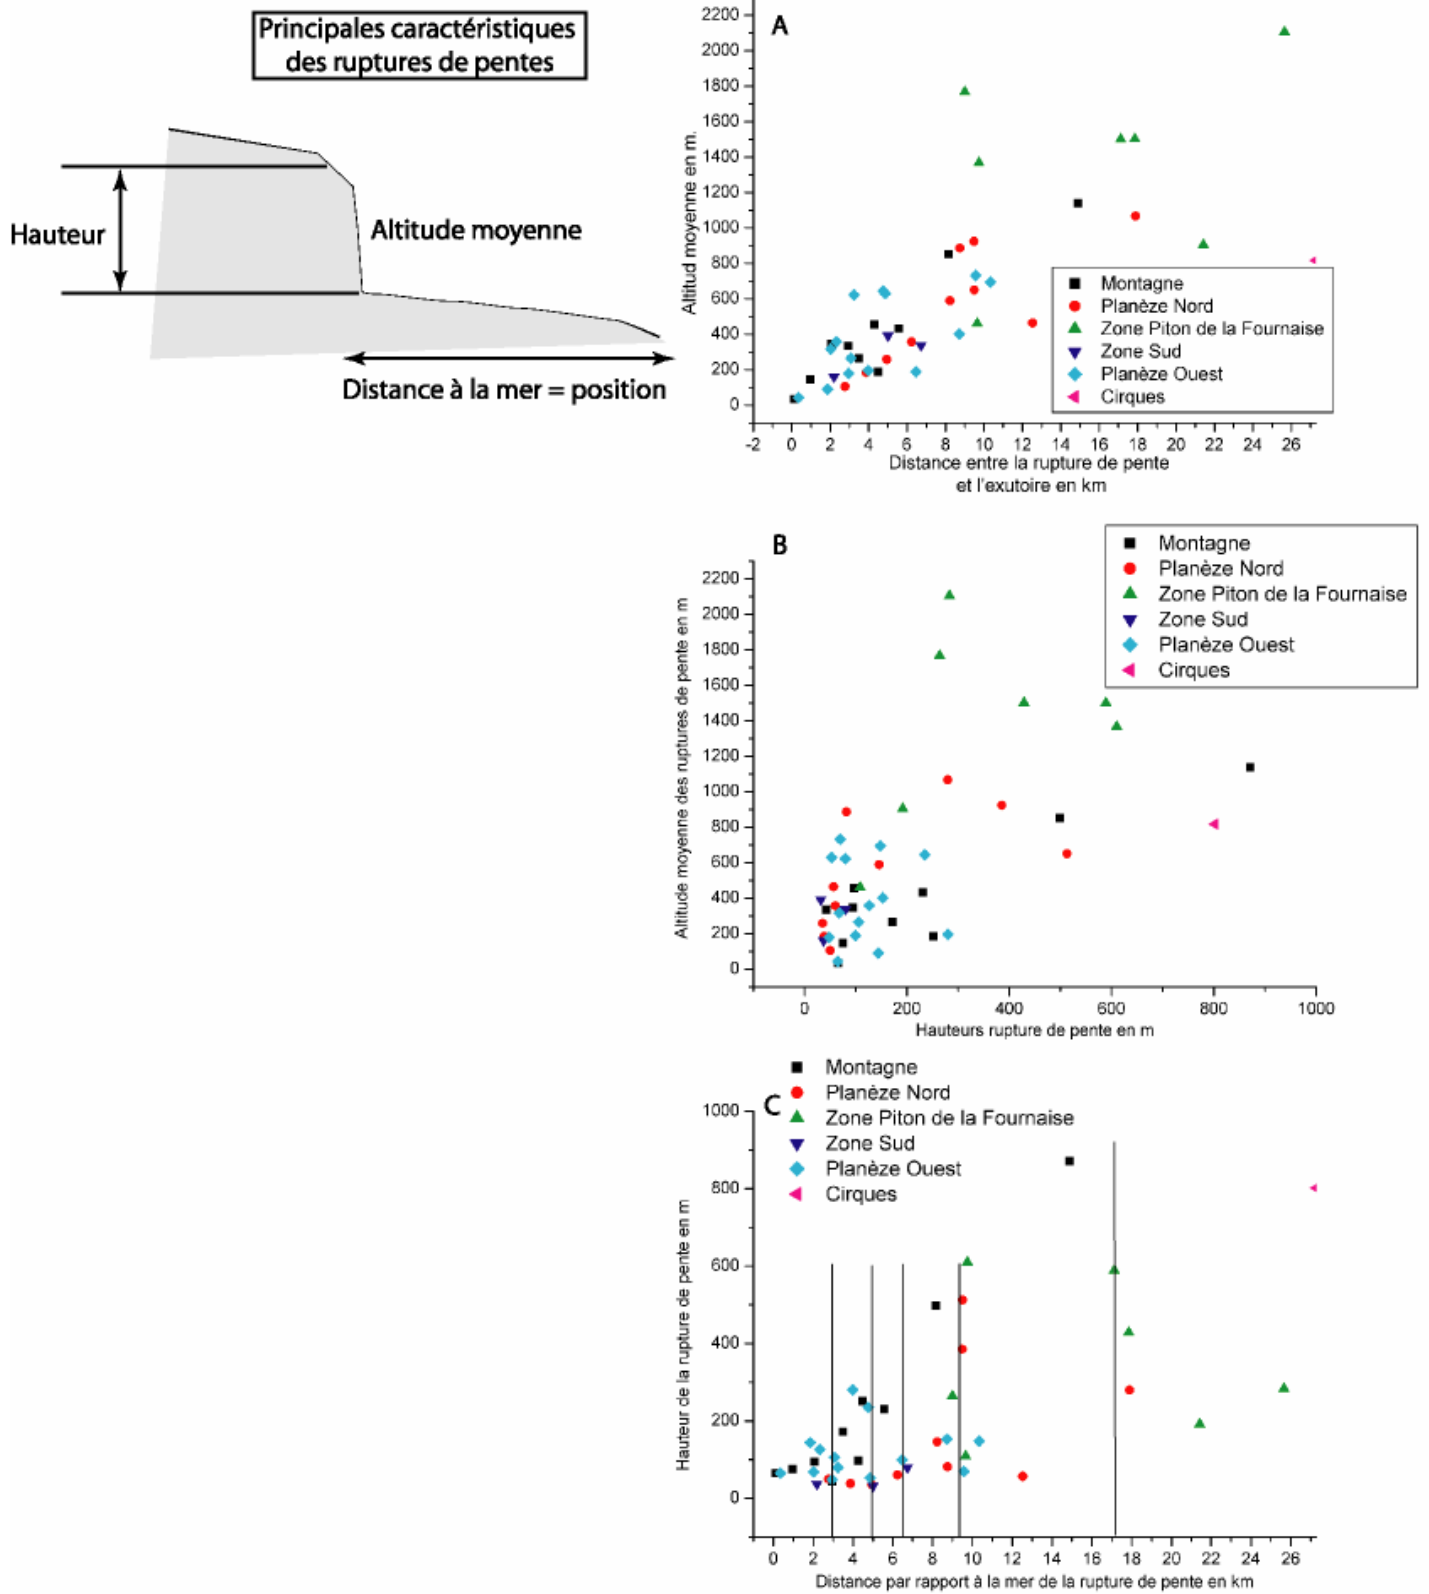 Principales caractéristiques
des ruptures de pentes
Hauteur
Altitude moyenne
Distance à la mer = position
A
Altitud moyenne en m.
2200
2000
1800
1600
1400
1200
1000
800
600
400
200
0
Montagne
Planèze Nord
Zone Piton de la Fournaise
Zone Sud
Planèze Ouest
Cirques
-2 0 2 4 6 8 10 12 14 16 18 20 22 24 26
Distance entre la rupture de pente
et l'exutoire en km
B
Montagne
Planèze Nord
Zone Piton de la Fournaise
Zone Sud
Planèze Ouest
Cirques
Altitude moyenne des ruptures de pente en m
2200
2000
1800
1600
1400
1200
1000
800
600
400
200
0
0 200 400 600 800 1000
Hauteurs rupture de pente en m
C
Montagne
Planèze Nord
Zone Piton de la Fournaise
Zone Sud
Planèze Ouest
Cirques
Hauteur de la rupture de pente en m
1000
800
600
400
200
0
0 2 4 6 8 10 12 14 16 18 20 22 24 26
Distance par rapport à la mer de la rupture de pente en km